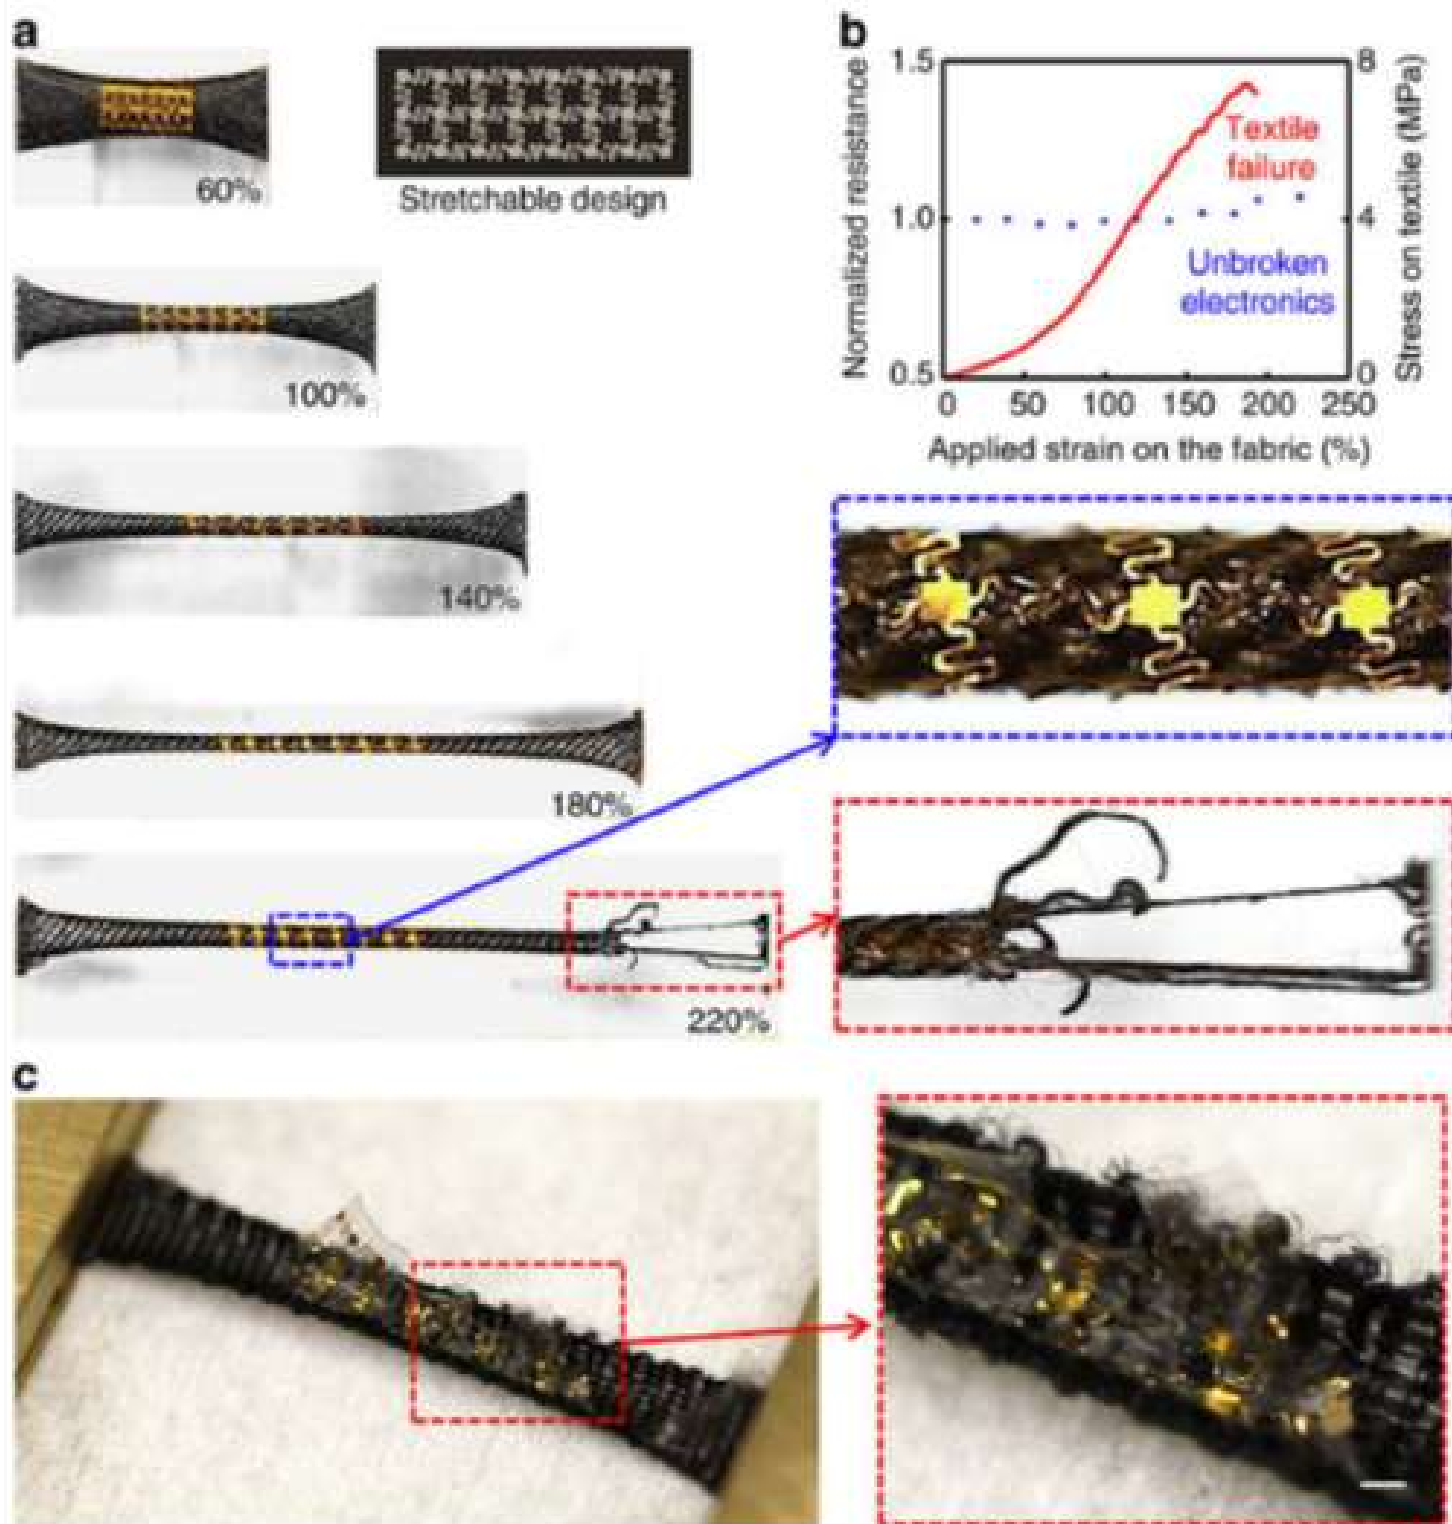 a
60%
Stretchable design
100%
140%
180%
220%
b
Normalized resistance
1.5
1.0
0.5
8
4
0
Stress on textile (MPa)
Textile
failure
Unbroken
electronics
0 50 100 150 200 250
Applied strain on the fabric (%)
c